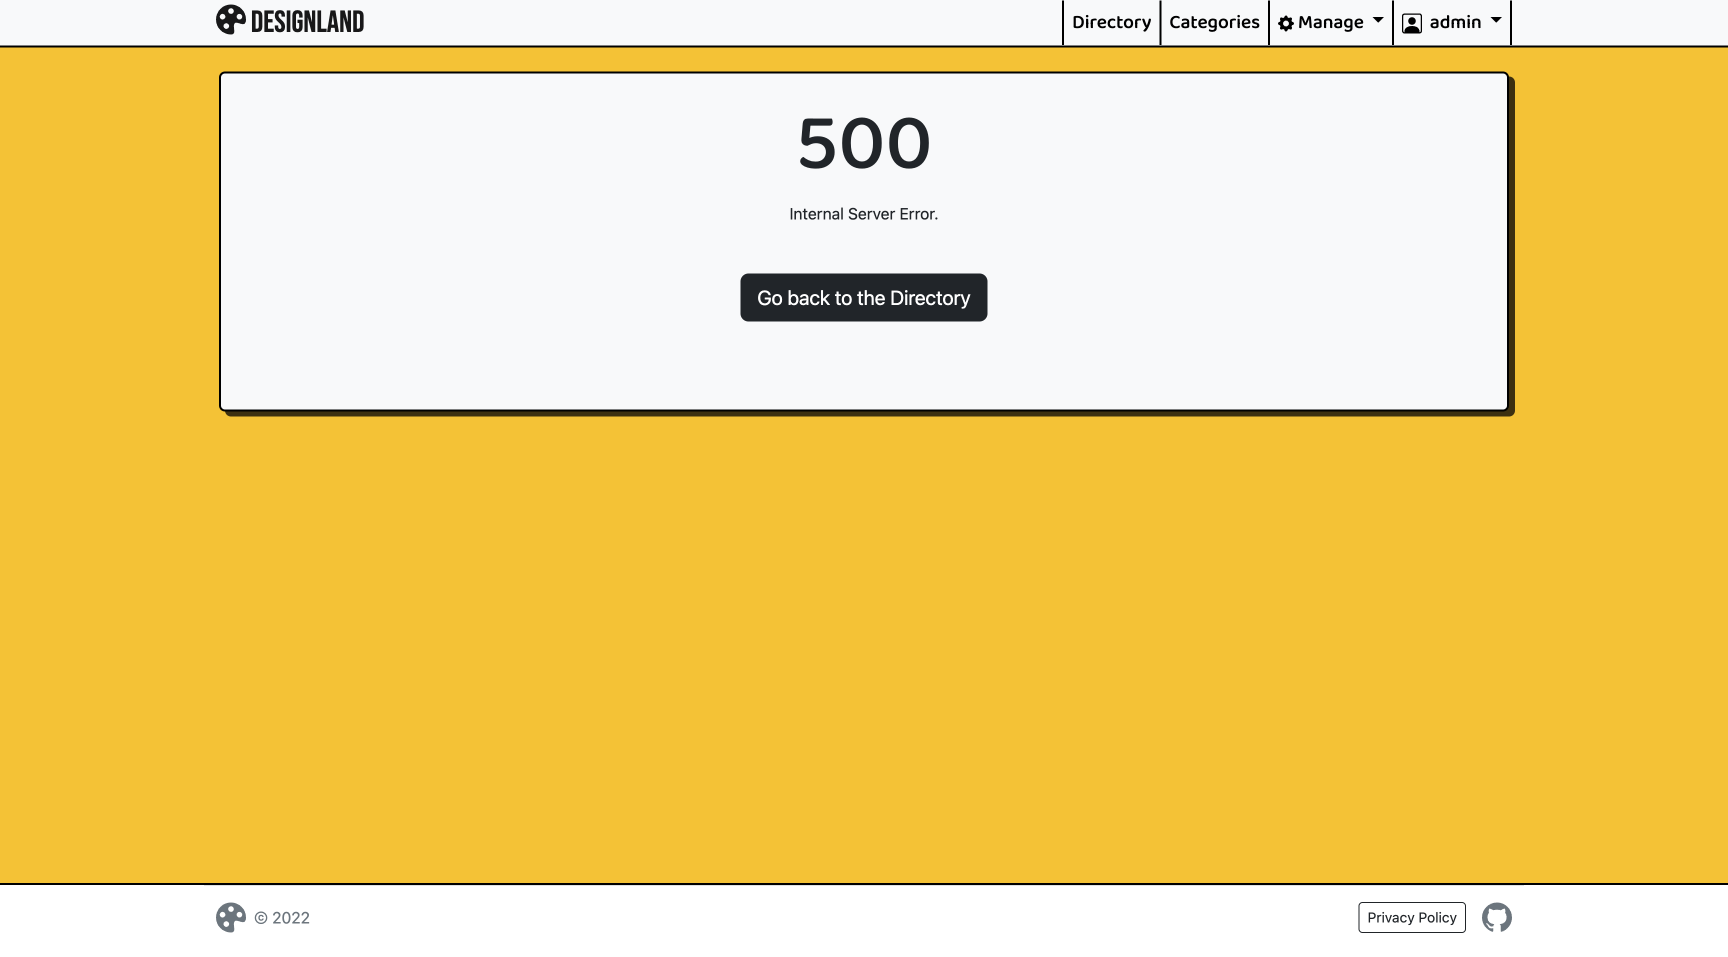 DESIGNLAND
Directory
Categories
Manage
admin
500
Internal Server Error.
Go back to the Directory
© 2022
Privacy Policy